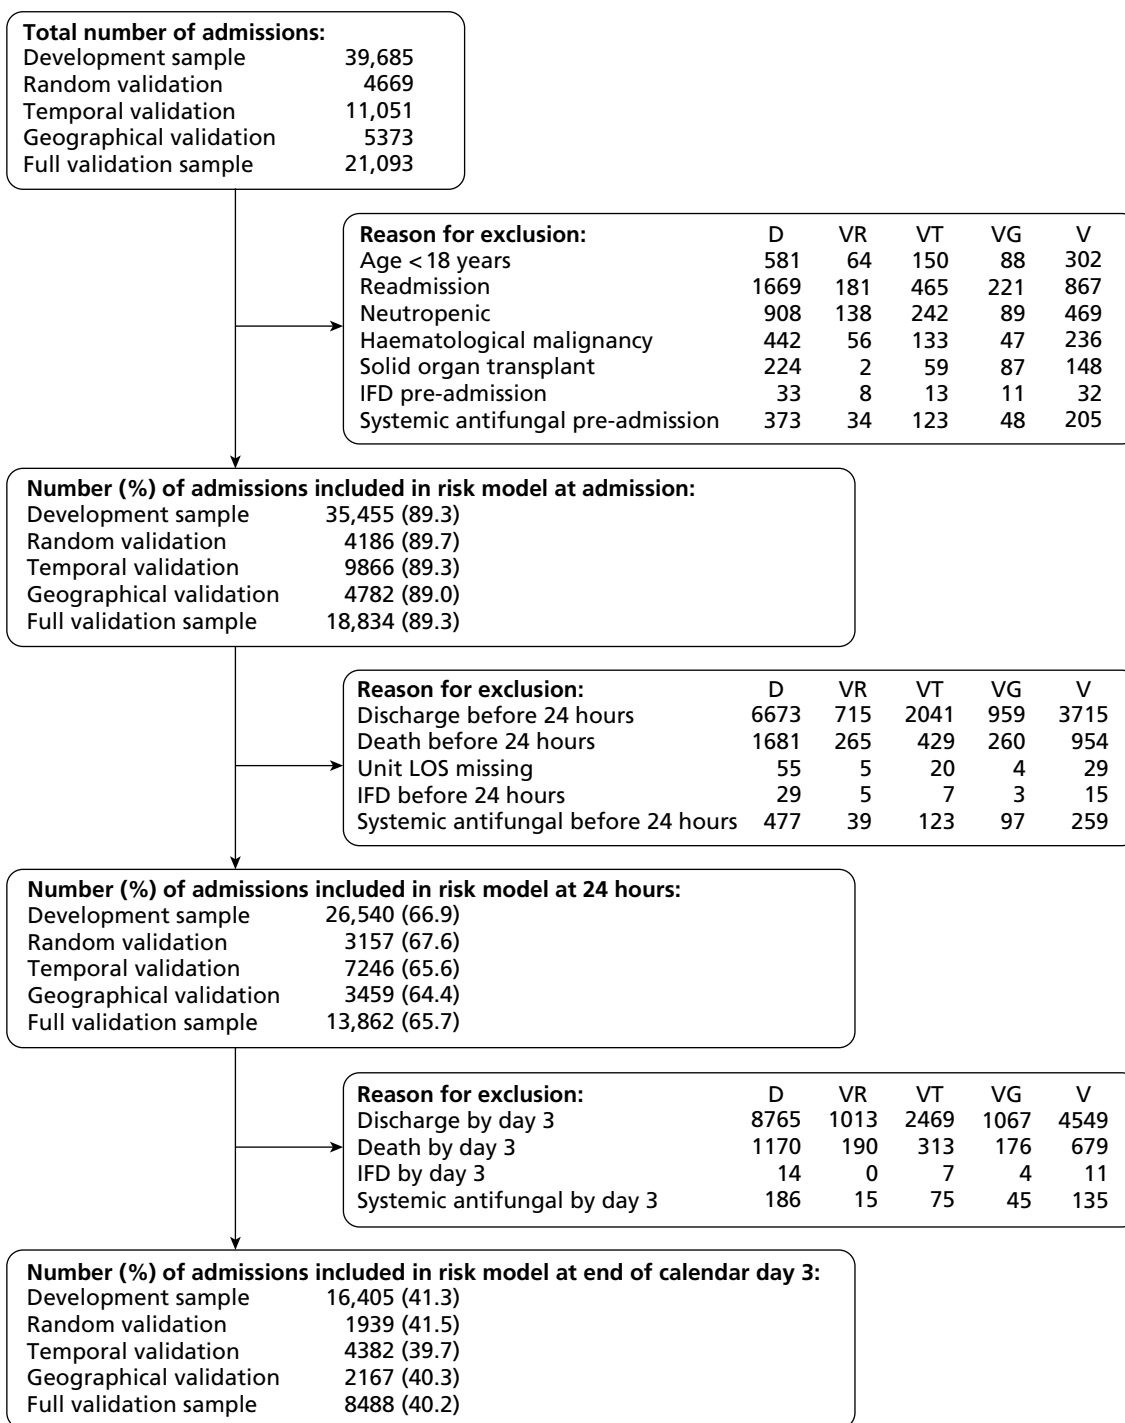 Total number of admissions:
Development sample 39,685
Random validation 4669
Temporal validation 11,051
Geographical validation 5373
Full validation sample 21,093
Reason for exclusion: D VR VT VG V
Age <18 years 581 64 150 88 302
Readmission 1669 181 465 221 867
Neutropenic 908 138 242 89 469
Haematological malignancy 442 56 133 47 236
Solid organ transplant 224 2 59 87 148
IFD pre-admission 33 8 13 11 32
Systemic antifungal pre-admission 373 34 123 48 205
Number (%) of admissions included in risk model at admission:
Development sample 35,455 (89.3)
Random validation 4186 (89.7)
Temporal validation 9866 (89.3)
Geographical validation 4782 (89.0)
Full validation sample 18,834 (89.3)
Reason for exclusion: D VR VT VG V
Discharge before 24 hours 6673 715 2041 959 3715
Death before 24 hours 1681 265 429 260 954
Unit LOS missing 55 5 20 4 29
IFD before 24 hours 29 5 7 3 15
Systemic antifungal before 24 hours 477 39 123 97 259
Number (%) of admissions included in risk model at 24 hours:
Development sample 26,540 (66.9)
Random validation 3157 (67.6)
Temporal validation 7246 (65.6)
Geographical validation 3459 (64.4)
Full validation sample 13,862 (65.7)
Reason for exclusion: D VR VT VG V
Discharge by day 3 8765 1013 2469 1067 4549
Death by day 3 1170 190 313 176 679
IFD by day 3 14 0 7 4 11
Systemic antifungal by day 3 186 15 75 45 135
Number (%) of admissions included in risk model at end of calendar day 3:
Development sample 16,405 (41.3)
Random validation 1939 (41.5)
Temporal validation 4382 (39.7)
Geographical validation 2167 (40.3)
Full validation sample 8488 (40.2)